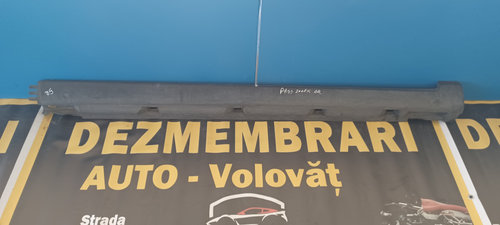 DEZMEMBRARI
AUTO - Volovăț
Strada